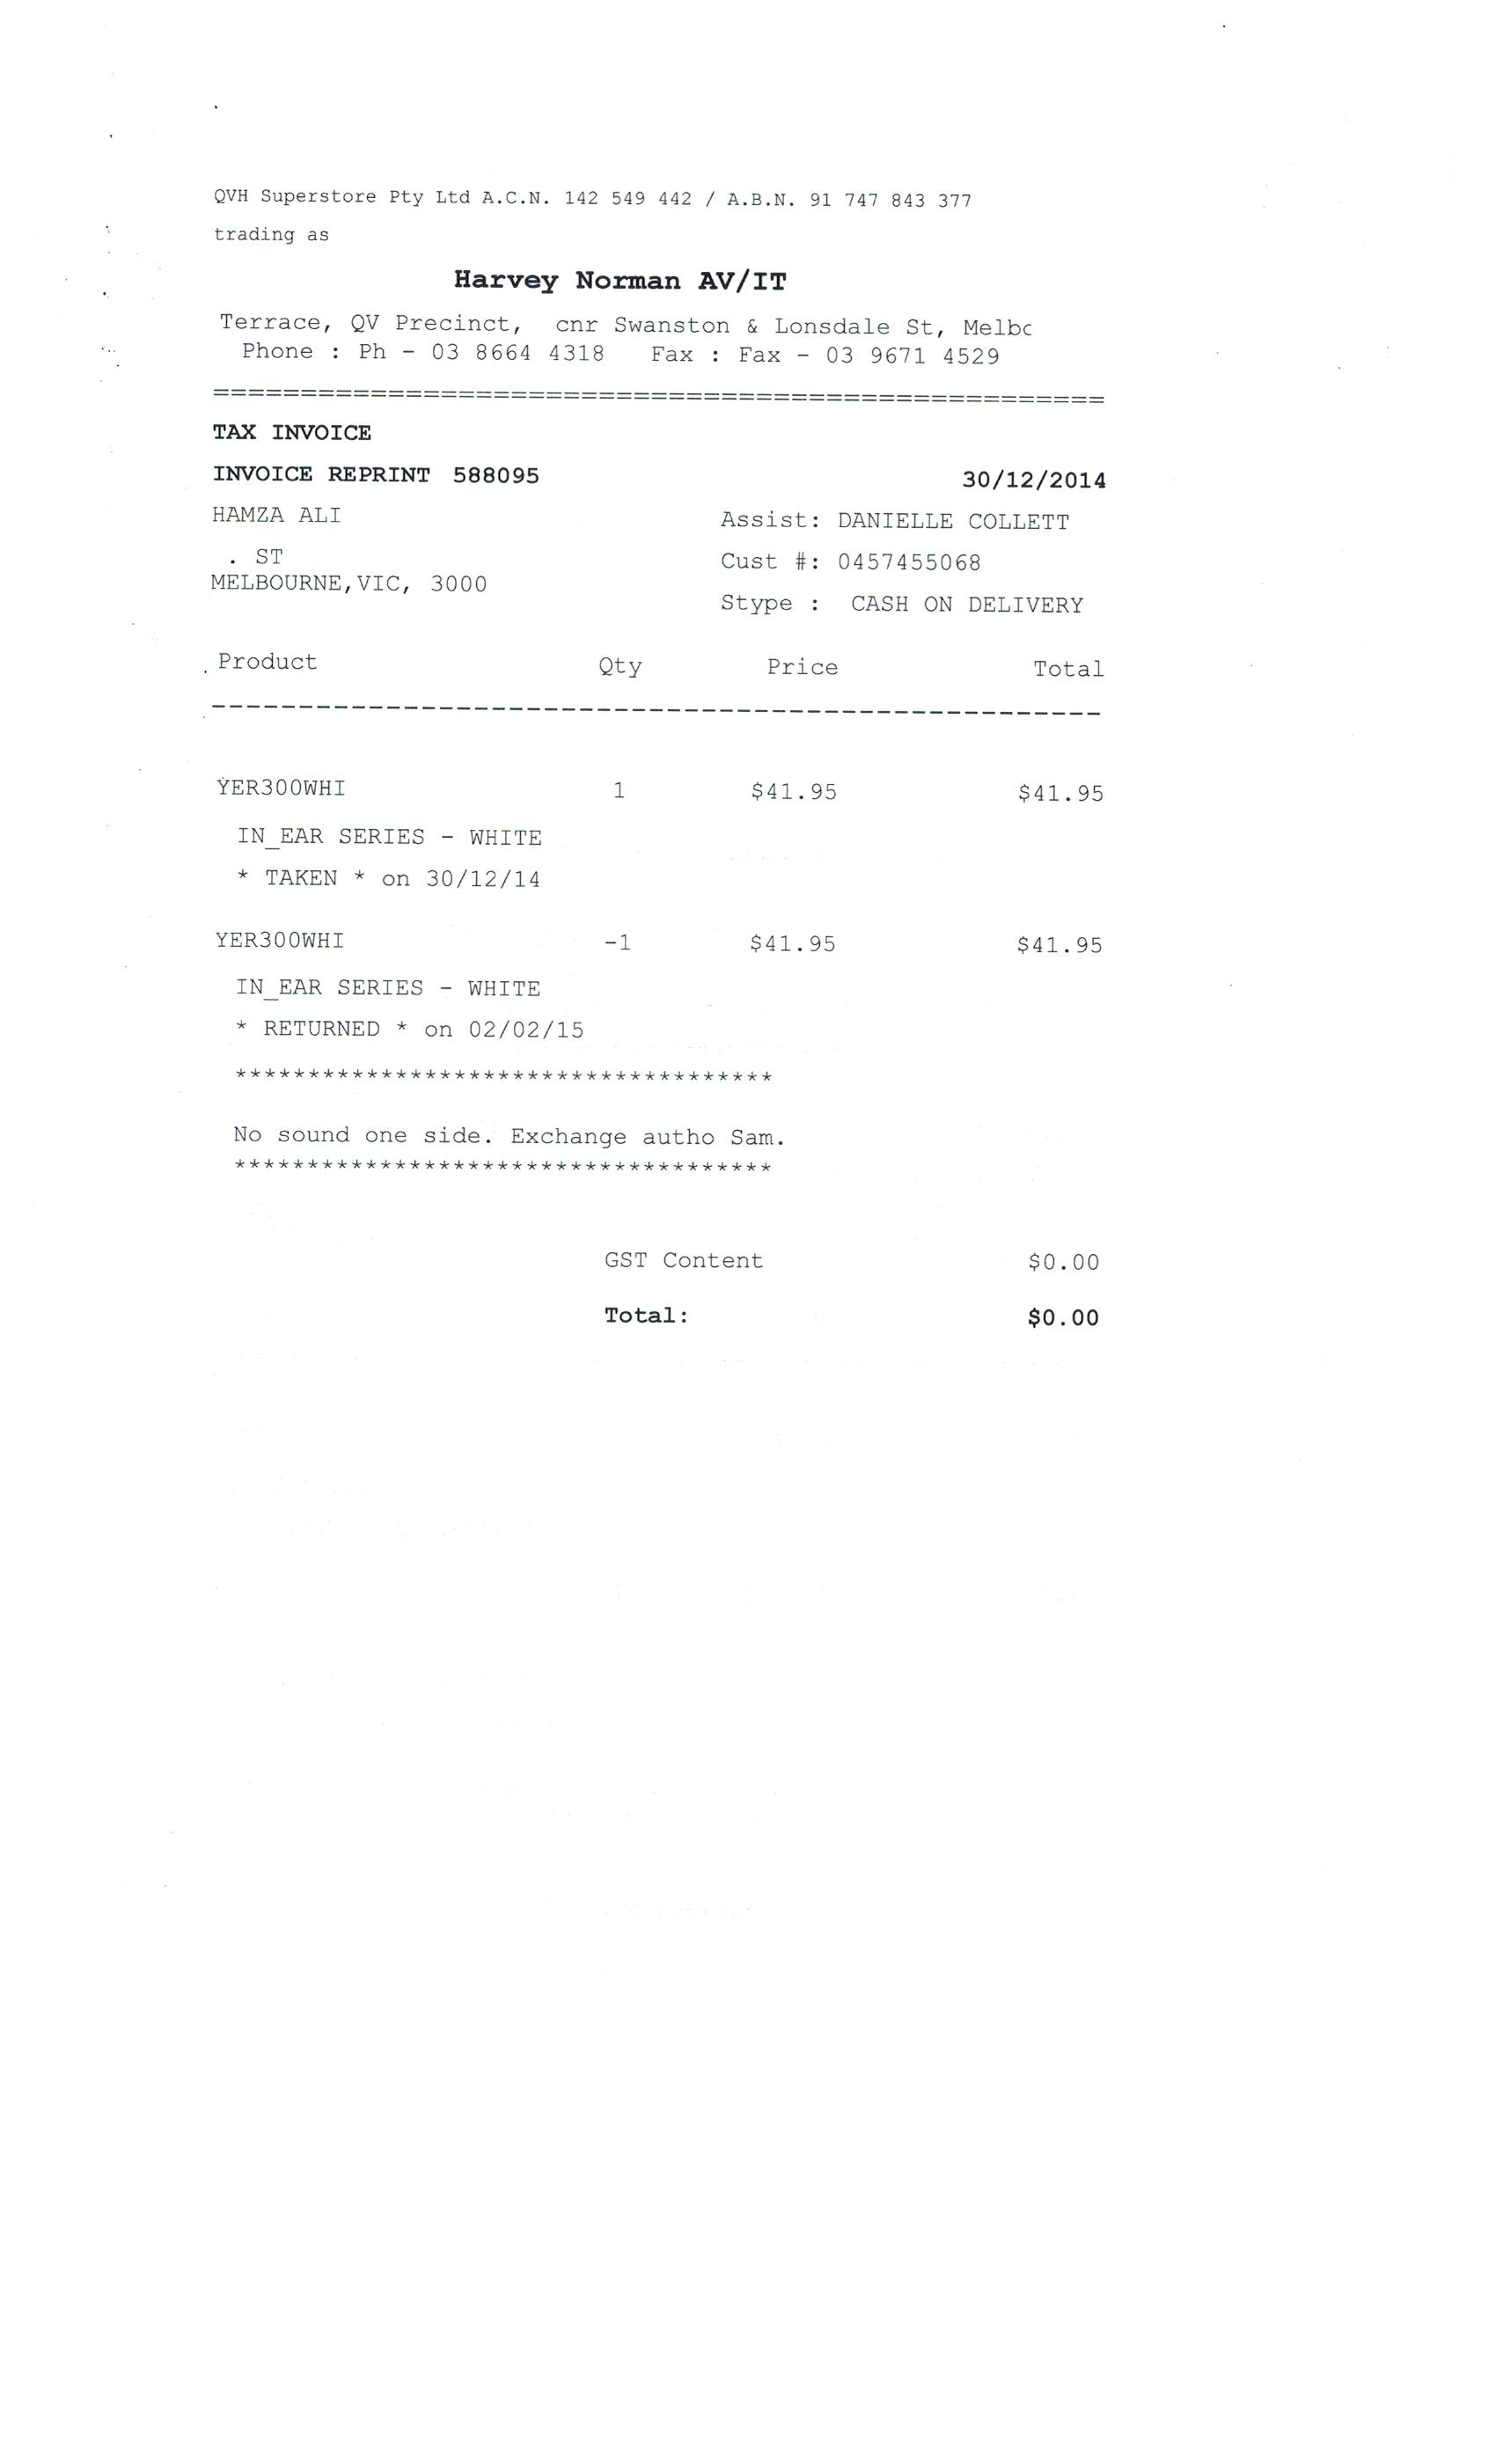 QVH Superstore Pty Ltd A.C.N. 142 549 442 / A.B.N. 91 747 843 377
trading as
Harvey Norman AV/IT
Terrace, QV Precinct, cnr Swanston & Lonsdale St, Melbc
Phone : Ph - 03 8664 4318 Fax : Fax - 03 9671 4529
==============================================================
TAX INVOICE
INVOICE REPRINT 588095 30/12/2014
HAMZA ALI Assist: DANIELLE COLLETT
. ST Cust #: 0457455068
MELBOURNE,VIC, 3000
Stype : CASH ON DELIVERY
Product Qty Price Total
---------------------------------------------------
YER300WHI 1 $41.95 $41.95
IN_EAR SERIES - WHITE
* TAKEN * on 30/12/14
YER300WHI -1 $41.95 $41.95
IN_EAR SERIES - WHITE
* RETURNED * on 02/02/15
*************************************
No sound one side. Exchange autho Sam.
*************************************
GST Content $0.00
Total: $0.00